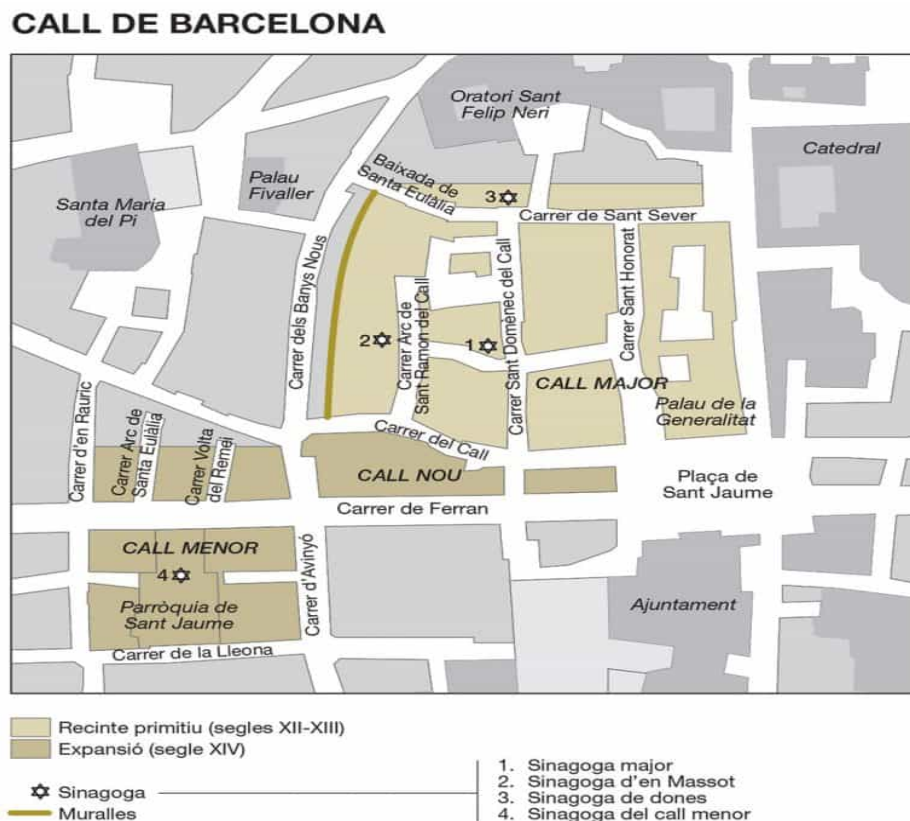 CALL DE BARCELONA
Oratori Sant
Felip Neri
Catedral
Baixada de
Santa Eulàlia
Palau
Fivaller
Santa Maria
del Pi
3
Carrer de Sant Sever
Carrer dels Banys Nous
Carrer Arc de
Sant Ramon del Call
Carrer Sant Domènec del Call
Carrer Sant Honorat
2
1
CALL MAJOR
Palau de la
Generalitat
Carrer d'en Rauric
Carrer Arc de
Santa Eulàlia
Carrer Volta
del Remei
Carrer del Call
CALL NOU
Plaça de
Sant Jaume
Carrer de Ferran
CALL MENOR
4
Carrer d'Avinyó
Parròquia de
Sant Jaume
Ajuntament
Carrer de la Lleona
Recinte primitiu (segles XII-XIII)
Expansió (segle XIV)
Sinagoga
Muralles
1. Sinagoga major
2. Sinagoga d'en Massot
3. Sinagoga de dones
4. Sinagoga del call menor